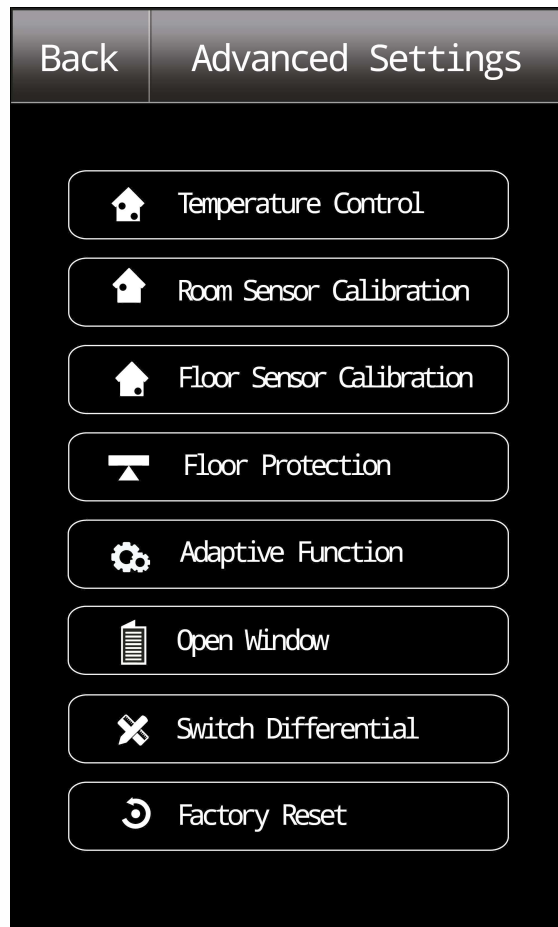 Back
Advanced Settings
Temperature Control
Room Sensor Calibration
Floor Sensor Calibration
Floor Protection
Adaptive Function
Open Window
Switch Differential
Factory Reset